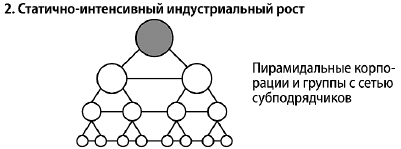 2. Статично-интенсивный индустриальный рост
Пирамидальные корпо-
рации и группы с сетью
субподрядчиков